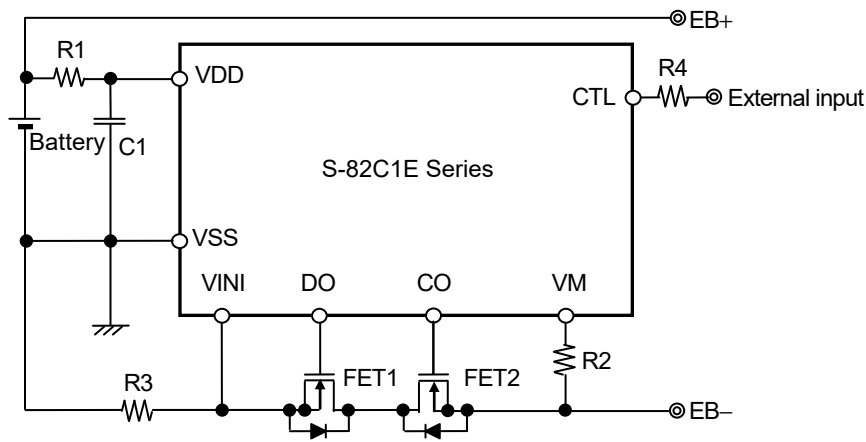 EB+
R1
VDD
R4
CTL
External input
Battery
C1
S-82C1E Series
VSS
VINI
DO
CO
VM
R2
R3
FET1
FET2
EB−